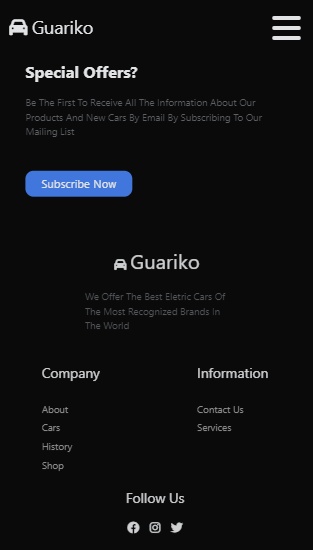 Guariko
Special Offers?
Be The First To Receive All The Information About Our
Products And New Cars By Email By Subscribing To Our
Mailing List
Subscribe Now
Guariko
We Offer The Best Eletric Cars Of
The Most Recognized Brands In
The World
Company
About
Cars
History
Shop
Information
Contact Us
Services
Follow Us